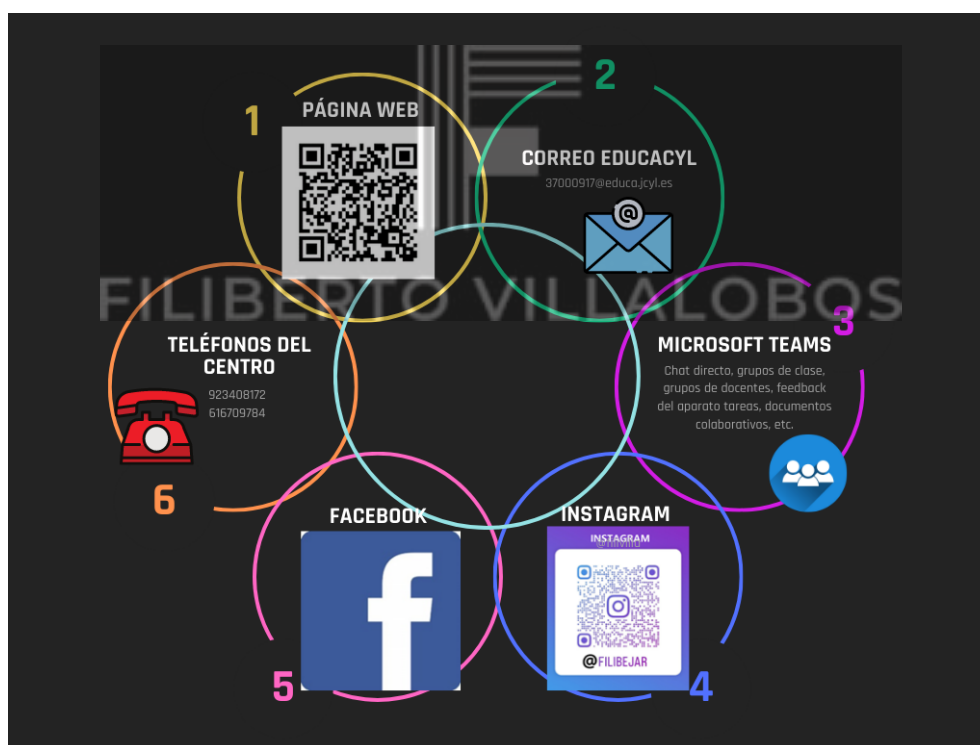 1
PÁGINA WEB
2
CORREO EDUCACYL
37000917@educa.jcyl.es
FILIBERTO VILLALOBOS
3
MICROSOFT TEAMS
Chat directo, grupos de clase,
grupos de docentes, feedback
del aparato tareas, documentos
colaborativos, etc.
INSTAGRAM
INSTAGRAM
@FILIBEJAR
4
FACEBOOK
5
TELÉFONOS DEL
CENTRO
923408172
616709784
6